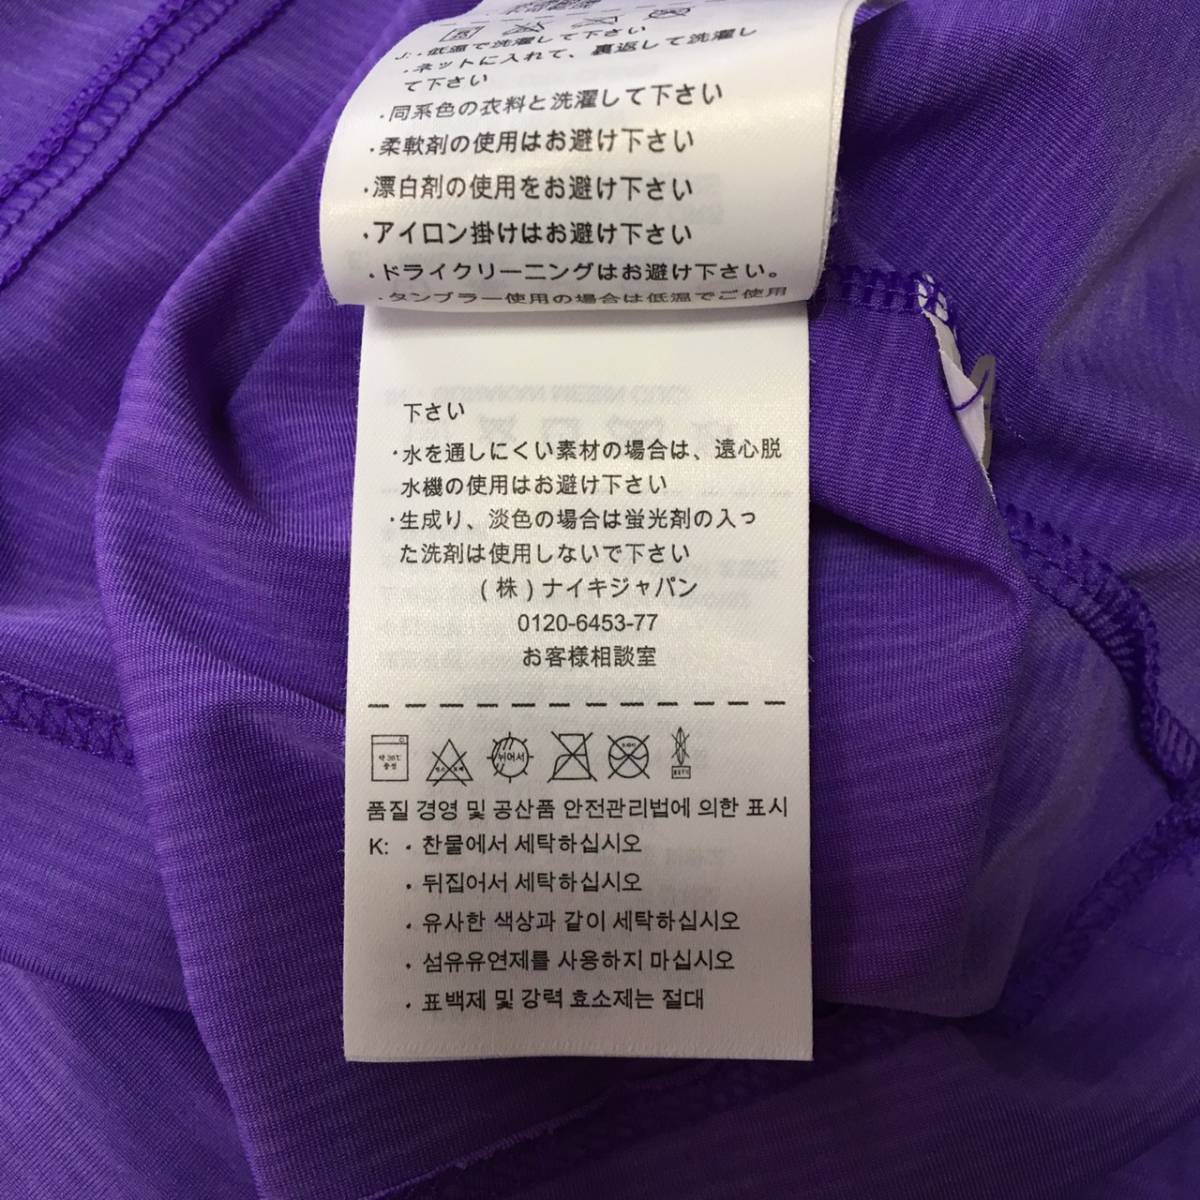 J: ・低温で洗濯して下さい
・ネットに入れて、裏返して洗濯し
て下さい
・同系色の衣料と洗濯して下さい
・柔軟剤の使用はお避け下さい
・漂白剤の使用をお避け下さい
・アイロン掛けはお避け下さい
・ドライクリーニングはお避け下さい。
・タンブラー使用の場合は低温でご使用
下さい
・水を通しにくい素材の場合は、遠心脱
水機の使用はお避け下さい
・生成り、淡色の場合は蛍光剤の入っ
た洗剤は使用しないで下さい
(株)ナイキジャパン
0120-6453-77
お客様相談室
약 30℃
중성
뉘어서
품질 경영 및 공산품 안전관리법에 의한 표시
K: ・찬물에서 세탁하십시오
・뒤집어서 세탁하십시오
・유사한 색상과 같이 세탁하십시오
・섬유유연제를 사용하지 마십시오
・표백제 및 강력 효소제는 절대